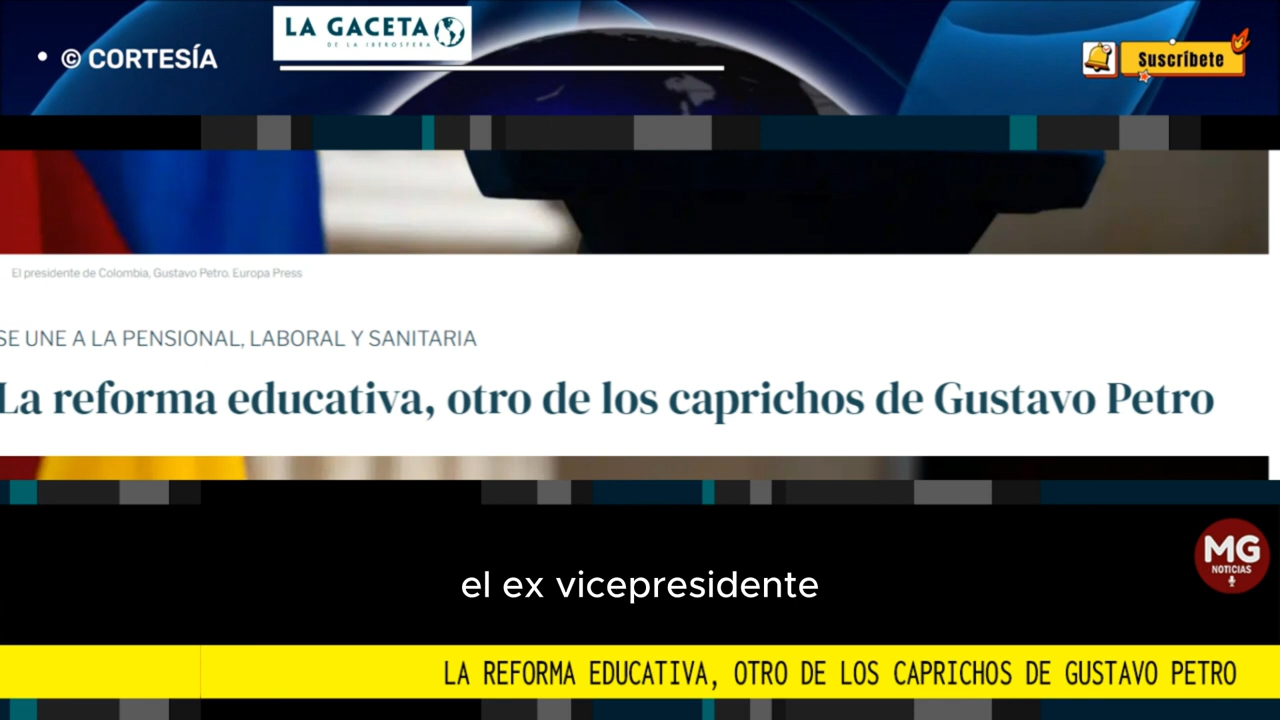 • © CORTESÍA
LA GACETA
DE LA IBEROSFERA
Suscríbete
El presidente de Colombia, Gustavo Petro. Europa Press
SE UNE A LA PENSIONAL, LABORAL Y SANITARIA
La reforma educativa, otro de los caprichos de Gustavo Petro
MG
NOTICIAS
el ex vicepresidente
LA REFORMA EDUCATIVA, OTRO DE LOS CAPRICHOS DE GUSTAVO PETRO